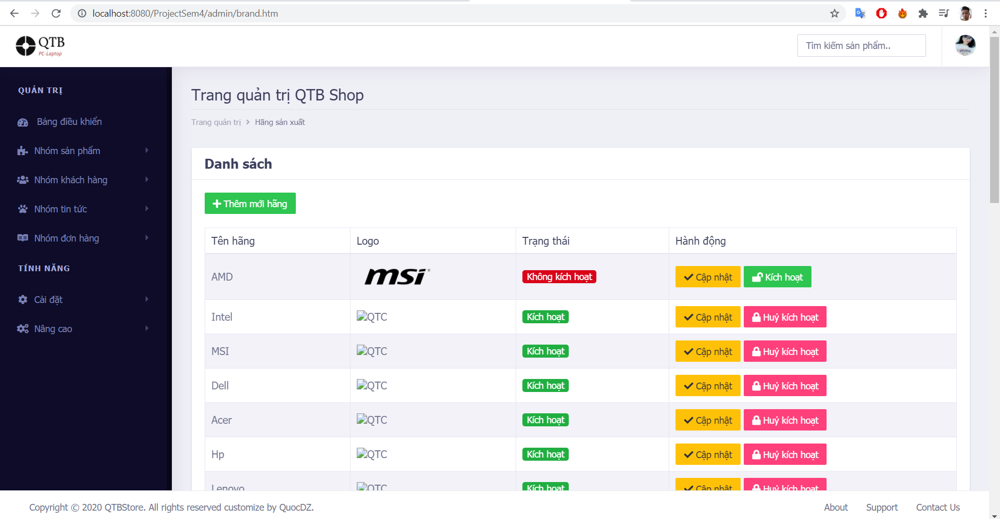 localhost:8080/ProjectSem4/admin/brand.htm
QTB
PC-Laptop
Tìm kiếm sản phẩm..
QUẢN TRỊ
Bảng điều khiển
Nhóm sản phẩm
Nhóm khách hàng
Nhóm tin tức
Nhóm đơn hàng
TÍNH NĂNG
Cài đặt
Nâng cao
Trang quản trị QTB Shop
Trang quản trị Hãng sản xuất
Danh sách
Thêm mới hãng
Tên hãng Logo Trạng thái Hành động
AMD msi Không kích hoạt Cập nhật Kích hoạt
Intel QTC Kích hoạt Cập nhật Huỷ kích hoạt
MSI QTC Kích hoạt Cập nhật Huỷ kích hoạt
Dell QTC Kích hoạt Cập nhật Huỷ kích hoạt
Acer QTC Kích hoạt Cập nhật Huỷ kích hoạt
Hp QTC Kích hoạt Cập nhật Huỷ kích hoạt
Lenovo QTC Kích hoạt Cập nhật Huỷ kích hoạt
Copyright © 2020 QTBStore. All rights reserved customize by QuocDZ.
About Support Contact Us